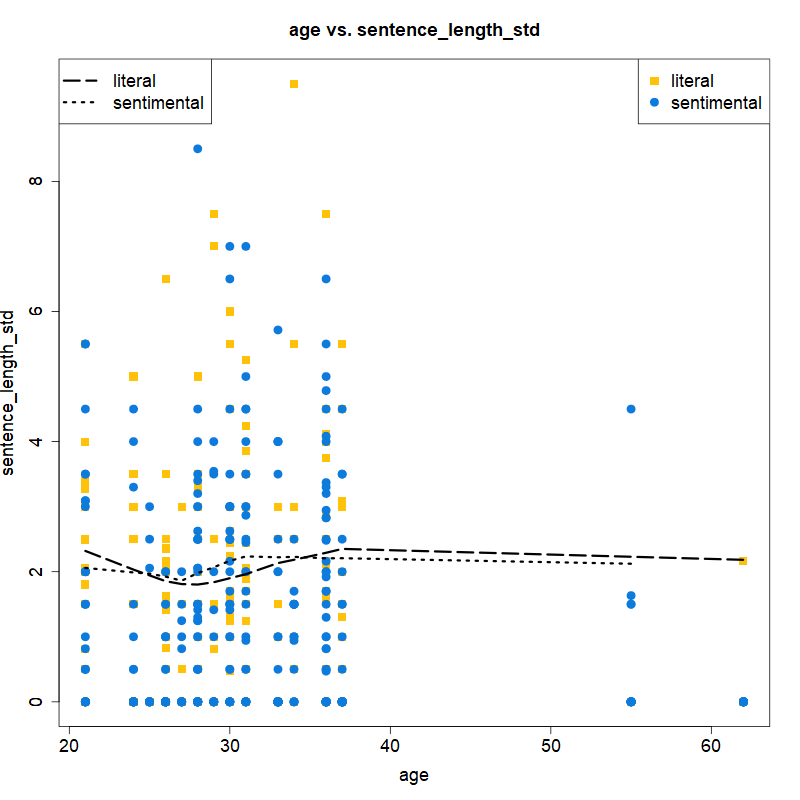 age vs. sentence_length_std
literal
sentimental
literal
sentimental
sentence_length_std
8
6
4
2
0
20 30 40 50 60
age